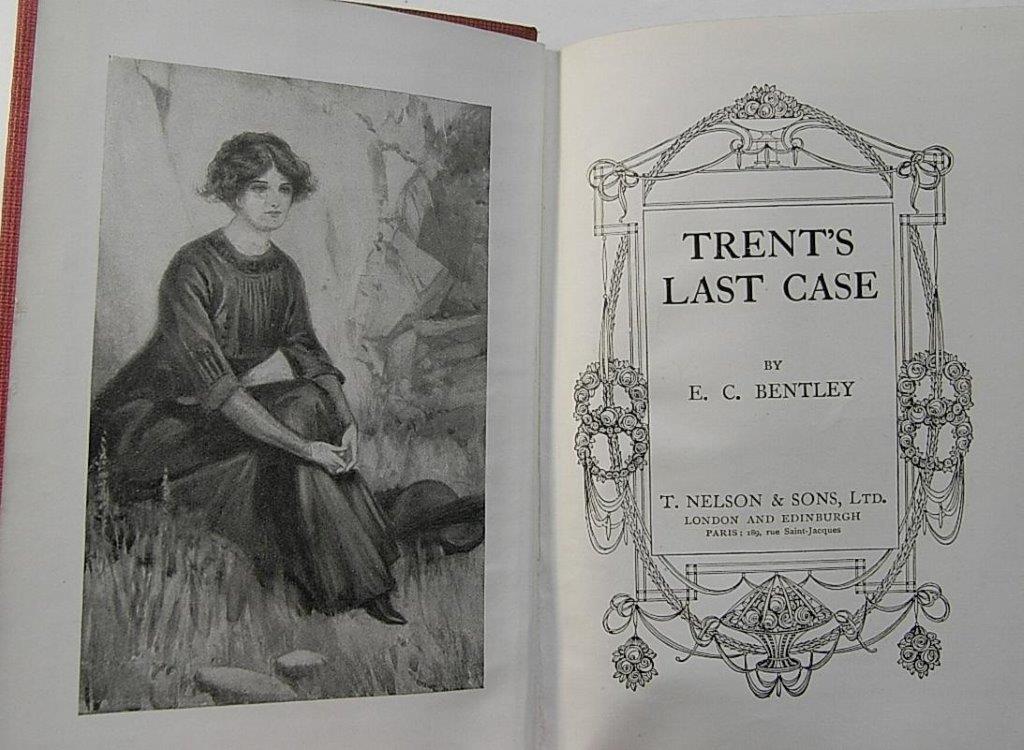 TRENT'S
LAST CASE
BY
E. C. BENTLEY
T. NELSON & SONS, LTD.
LONDON AND EDINBURGH
PARIS: 189, rue Saint-Jacques